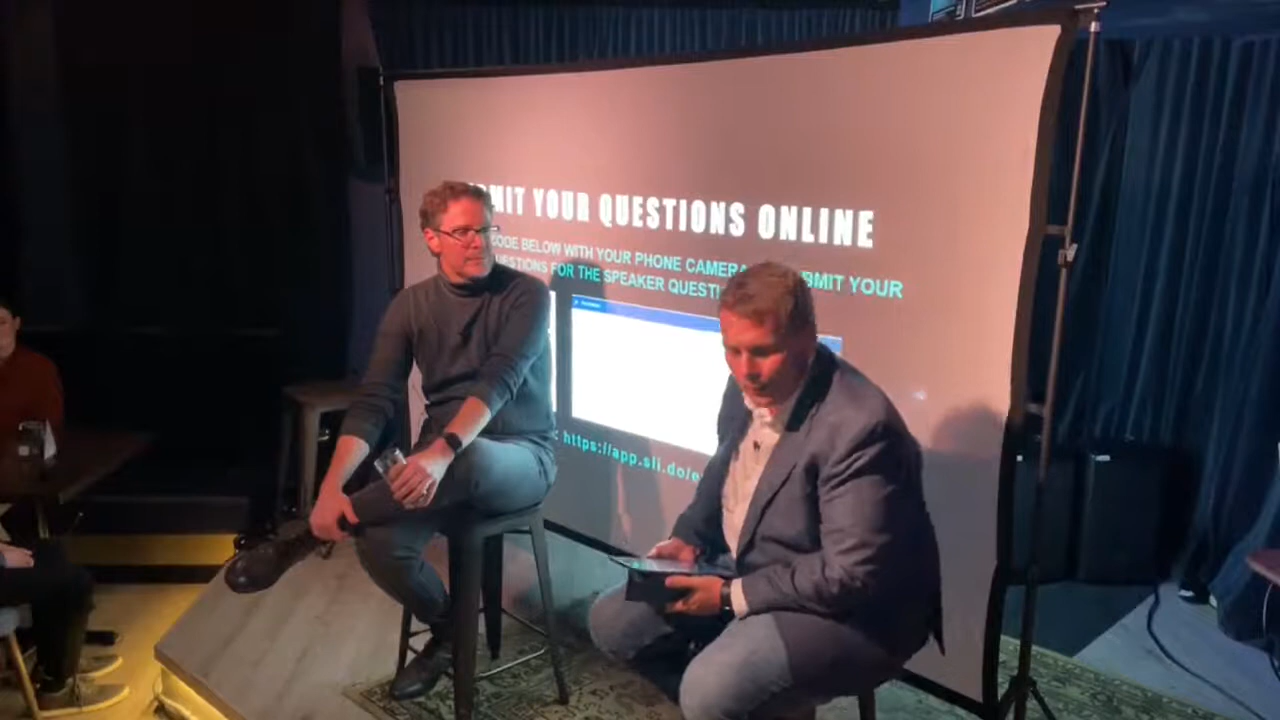 MIT YOUR QUESTIONS ONLINE
CODE BELOW WITH YOUR PHONE CAMERA BMIT YOUR
UESTIONS FOR THE SPEAKER QUESTI
: https://app.sli.do/e